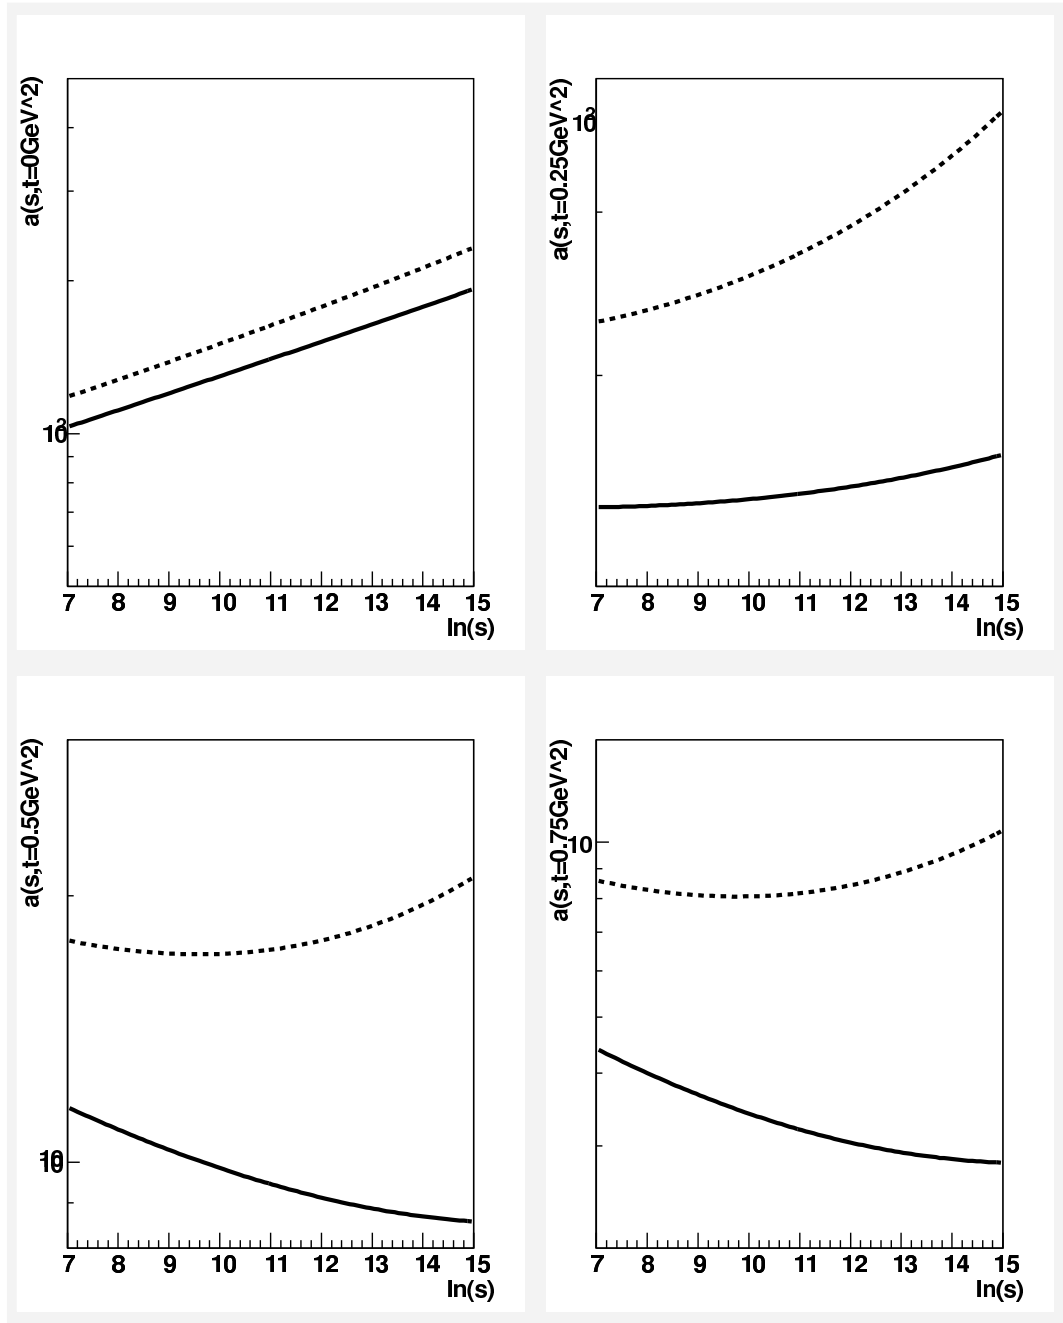 a(s,t=0GeV^2)
10
2
7 8 9 10 11 12 13 14 15
ln(s)
a(s,t=0.25GeV^2)
10
2
7 8 9 10 11 12 13 14 15
ln(s)
a(s,t=0.5GeV^2)
10
7 8 9 10 11 12 13 14 15
ln(s)
a(s,t=0.75GeV^2)
10
7 8 9 10 11 12 13 14 15
ln(s)